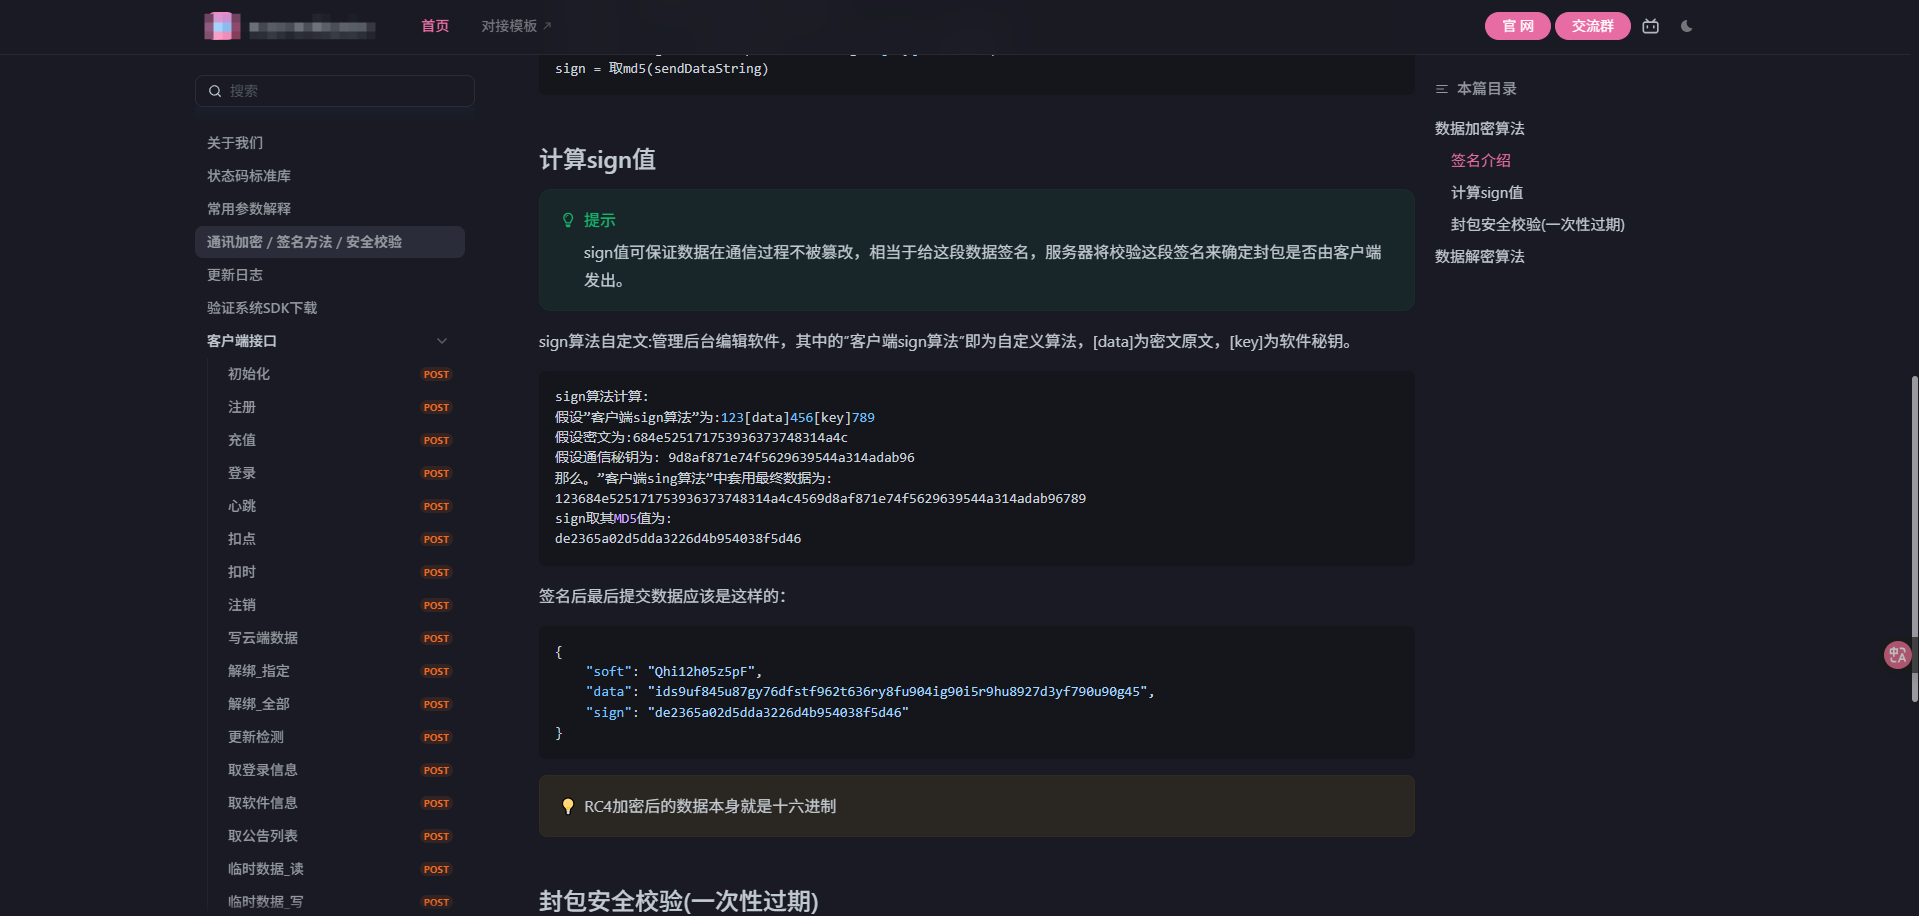 首页
对接模板
官 网
交流群
搜索
关于我们
状态码标准库
常用参数解释
通讯加密 / 签名方法 / 安全校验
更新日志
验证系统SDK下载
客户端接口
初始化 POST
注册 POST
充值 POST
登录 POST
心跳 POST
扣点 POST
扣时 POST
注销 POST
写云端数据 POST
解绑_指定 POST
解绑_全部 POST
更新检测 POST
取登录信息 POST
取软件信息 POST
取公告列表 POST
临时数据_读 POST
临时数据_写 POST
sign = 取md5(sendDataString)
计算sign值
提示
sign值可保证数据在通信过程不被篡改，相当于给这段数据签名，服务器将校验这段签名来确定封包是否由客户端
发出。
sign算法自定文:管理后台编辑软件，其中的”客户端sign算法”即为自定义算法，[data]为密文原文，[key]为软件秘钥。
sign算法计算:
假设”客户端sign算法”为:123[data]456[key]789
假设密文为:684e525171753936373748314a4c
假设通信秘钥为: 9d8af871e74f5629639544a314adab96
那么。”客户端sing算法”中套用最终数据为:
123684e525171753936373748314a4c4569d8af871e74f5629639544a314adab96789
sign取其MD5值为:
de2365a02d5dda3226d4b954038f5d46
签名后最后提交数据应该是这样的：
{
"soft": "Qhi12h05z5pF",
"data": "ids9uf845u87gy76dfstf962t636ry8fu904ig90i5r9hu8927d3yf790u90g45",
"sign": "de2365a02d5dda3226d4b954038f5d46"
}
RC4加密后的数据本身就是十六进制
封包安全校验(一次性过期)
本篇目录
数据加密算法
签名介绍
计算sign值
封包安全校验(一次性过期)
数据解密算法